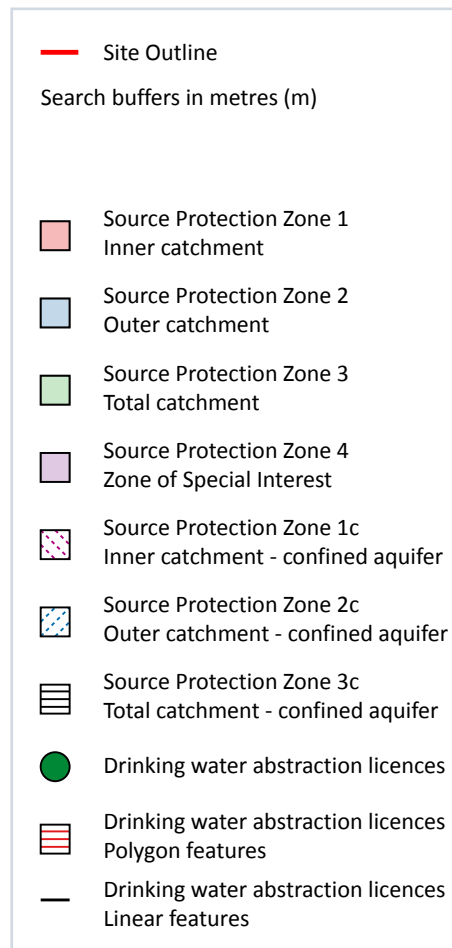 Site Outline
Search buffers in metres (m)
Source Protection Zone 1
Inner catchment
Source Protection Zone 2
Outer catchment
Source Protection Zone 3
Total catchment
Source Protection Zone 4
Zone of Special Interest
Source Protection Zone 1c
Inner catchment - confined aquifer
Source Protection Zone 2c
Outer catchment - confined aquifer
Source Protection Zone 3c
Total catchment - confined aquifer
Drinking water abstraction licences
Drinking water abstraction licences
Polygon features
Drinking water abstraction licences
Linear features